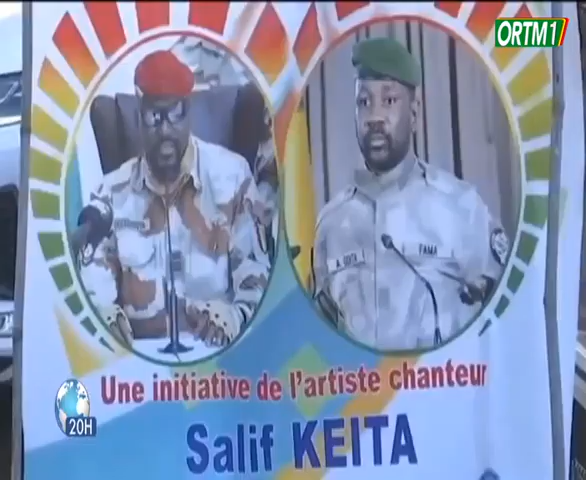 ORTM1
A. GOITA
FAMA
Une initiative de l'artiste chanteur
Salif KEITA
20H